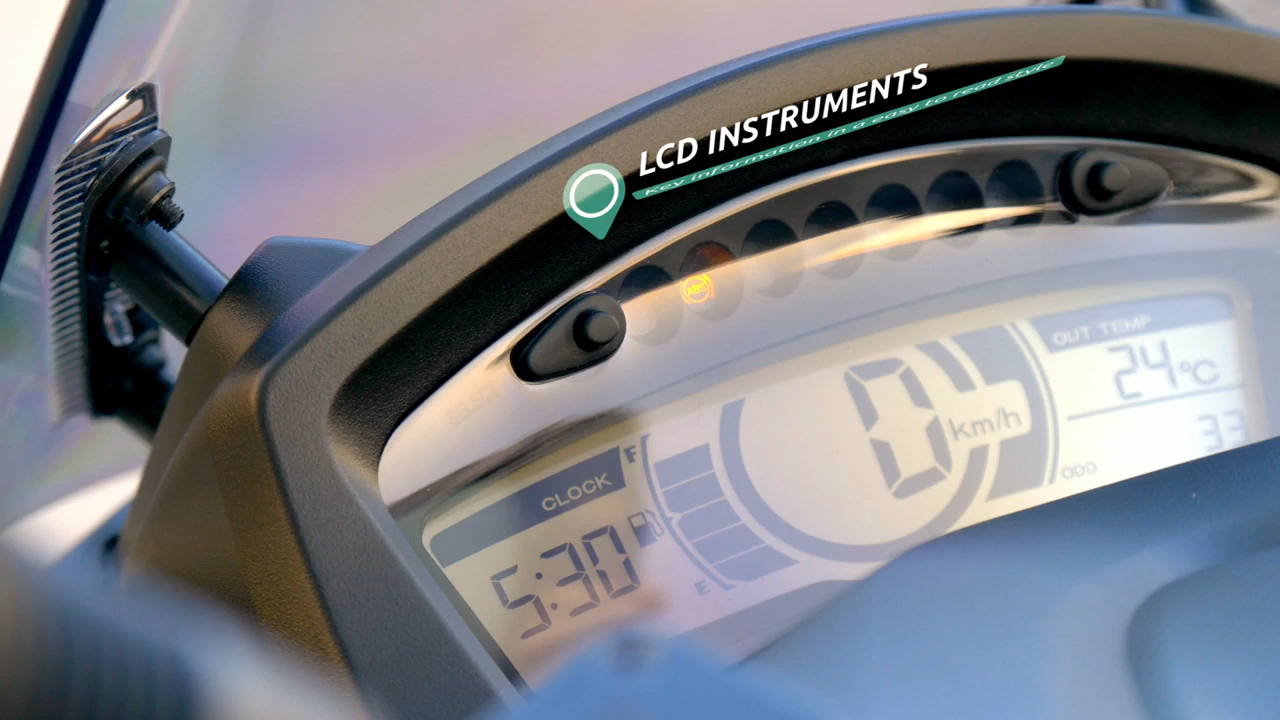 LCD INSTRUMENTS
Key information in a easy to read style
ABS
OUT TEMP
24°C
0 km/h
33
ODO
CLOCK
F
5:30
E